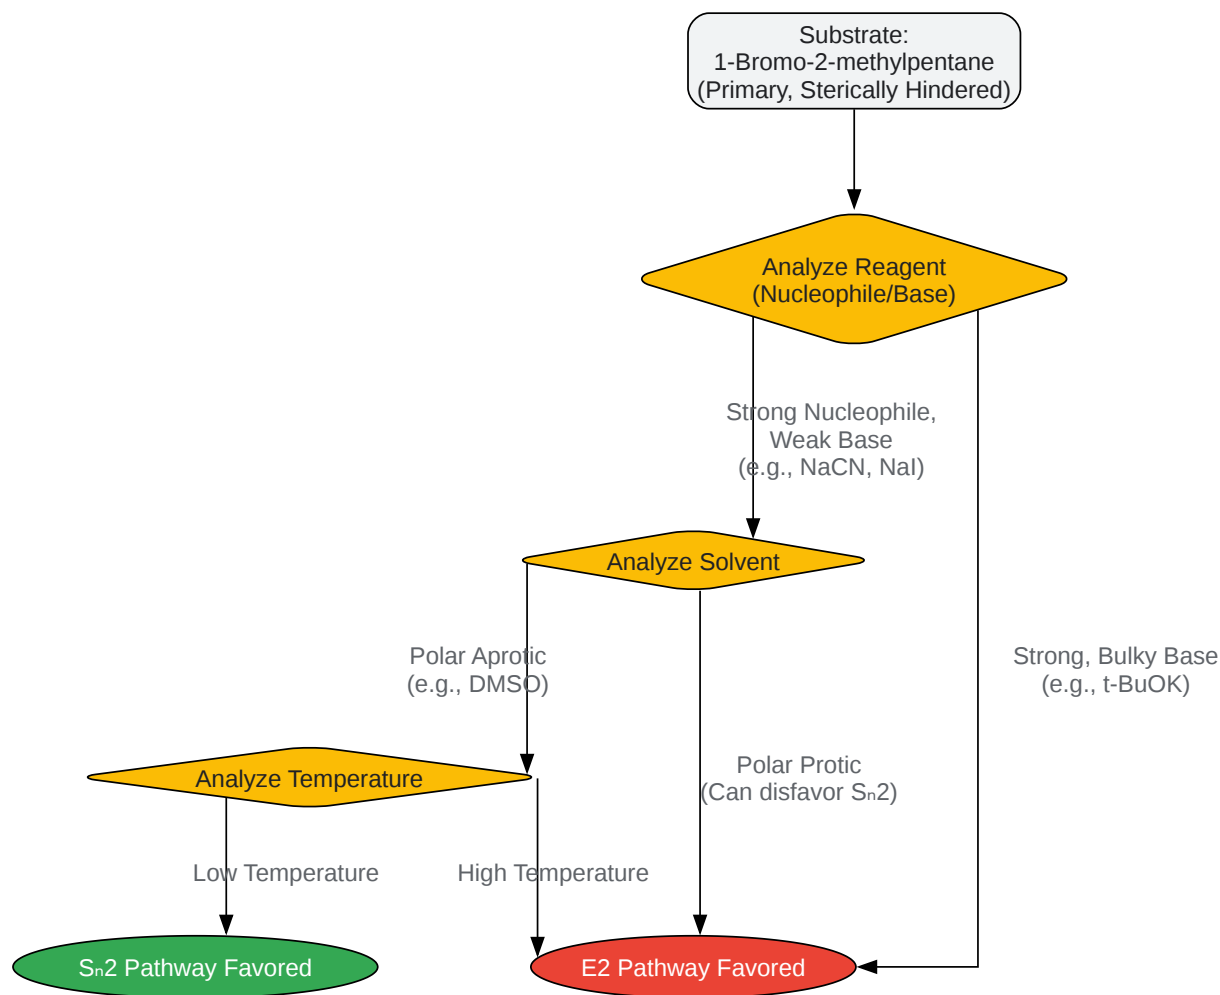 Substrate:
1-Bromo-2-methylpentane
(Primary, Sterically Hindered)
Analyze Reagent
(Nucleophile/Base)
Strong Nucleophile,
Weak Base
(e.g., NaCN, NaI)
Analyze Solvent
Polar Aprotic
(e.g., DMSO)
Strong, Bulky Base
(e.g., t-BuOK)
Analyze Temperature
Polar Protic
(Can disfavor Sₙ2)
Low Temperature
High Temperature
Sₙ2 Pathway Favored
E2 Pathway Favored